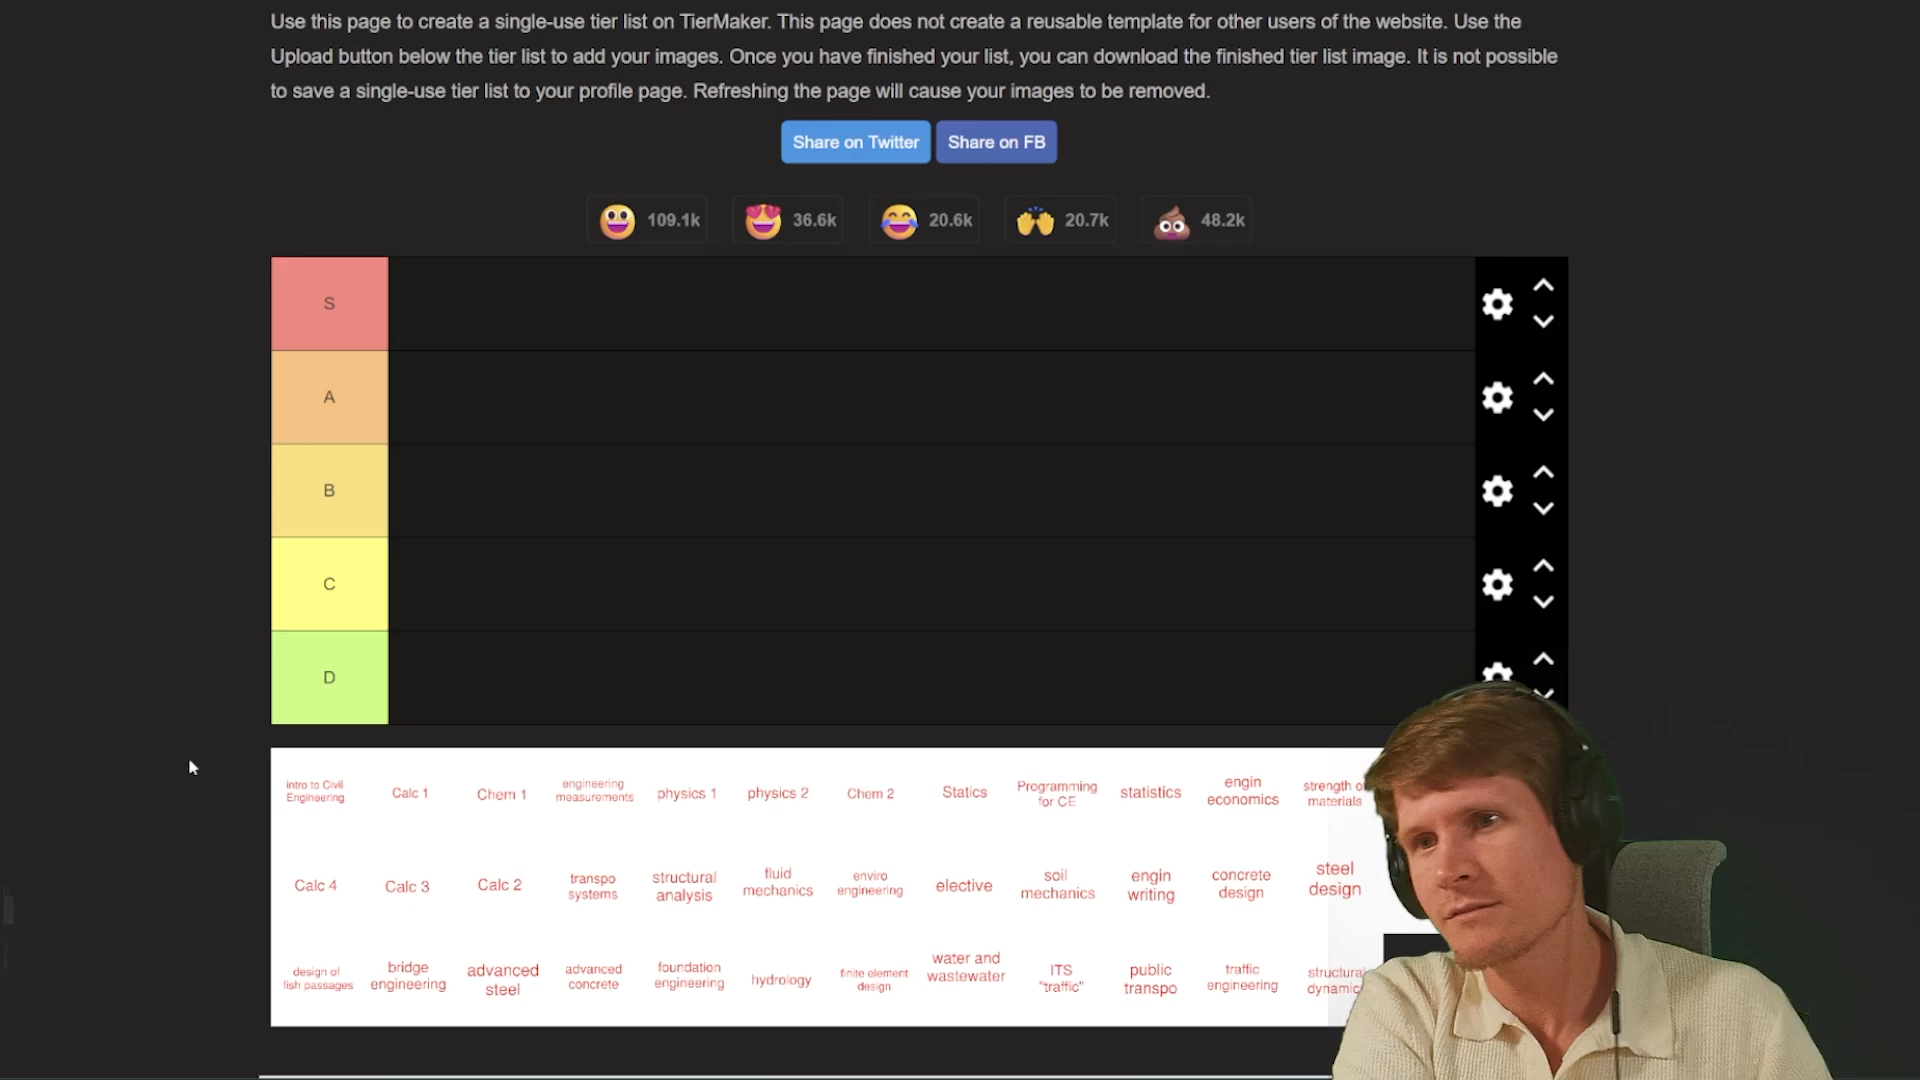 Use this page to create a single-use tier list on TierMaker. This page does not create a reusable template for other users of the website. Use the
Upload button below the tier list to add your images. Once you have finished your list, you can download the finished tier list image. It is not possible
to save a single-use tier list to your profile page. Refreshing the page will cause your images to be removed.
Share on Twitter
Share on FB
109.1k
36.6k
20.6k
20.7k
48.2k
S
A
B
C
D
Intro to Civil
Engineering
Calc 1
Chem 1
engineering
measurements
physics 1
physics 2
Chem 2
Statics
Programming
for CE
statistics
engin
economics
strength
materials
Calc 4
Calc 3
Calc 2
transpo
systems
structural
analysis
fluid
mechanics
enviro
engineering
elective
soil
mechanics
engin
writing
concrete
design
steel
design
design of
fish passages
bridge
engineering
advanced
steel
advanced
concrete
foundation
engineering
hydrology
finite element
design
water and
wastewater
ITS
"traffic"
public
transpo
traffic
engineering